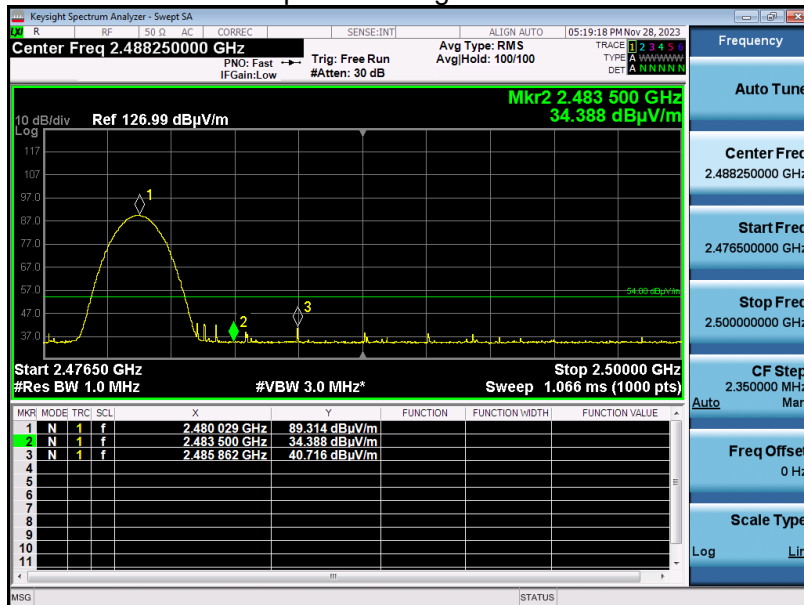 Keysight Spectrum Analyzer - Swept SA
LXI R RF 50 Ω AC CORREC SENSE:INT ALIGN AUTO 05:19:18 PM Nov 28, 2023
Center Freq 2.488250000 GHz
PNO: Fast
IFGain:Low
Trig: Free Run
#Atten: 30 dB
Avg Type: RMS
Avg|Hold: 100/100
TRACE 1 2 3 4 5 6
TYPE A WWWWW
DET A N N N N N
Mkr2 2.483 500 GHz
34.388 dBµV/m
10 dB/div Ref 126.99 dBµV/m
Log
117
107
97.0
87.0
77.0
67.0
57.0
47.0
37.0
1
2
3
54.00 dBµV/m
Start 2.47650 GHz Stop 2.50000 GHz
#Res BW 1.0 MHz #VBW 3.0 MHz* Sweep 1.066 ms (1000 pts)
MKR MODE TRC SCL X Y FUNCTION FUNCTION WIDTH FUNCTION VALUE
1 N 1 f 2.480 029 GHz 89.314 dBµV/m
2 N 1 f 2.483 500 GHz 34.388 dBµV/m
3 N 1 f 2.485 862 GHz 40.716 dBµV/m
4
5
6
7
8
9
10
11
MSG STATUS
Frequency
Auto Tune
Center Freq
2.488250000 GHz
Start Freq
2.476500000 GHz
Stop Freq
2.500000000 GHz
CF Step
2.350000 MHz
Auto Man
Freq Offset
0 Hz
Scale Type
Log Lin